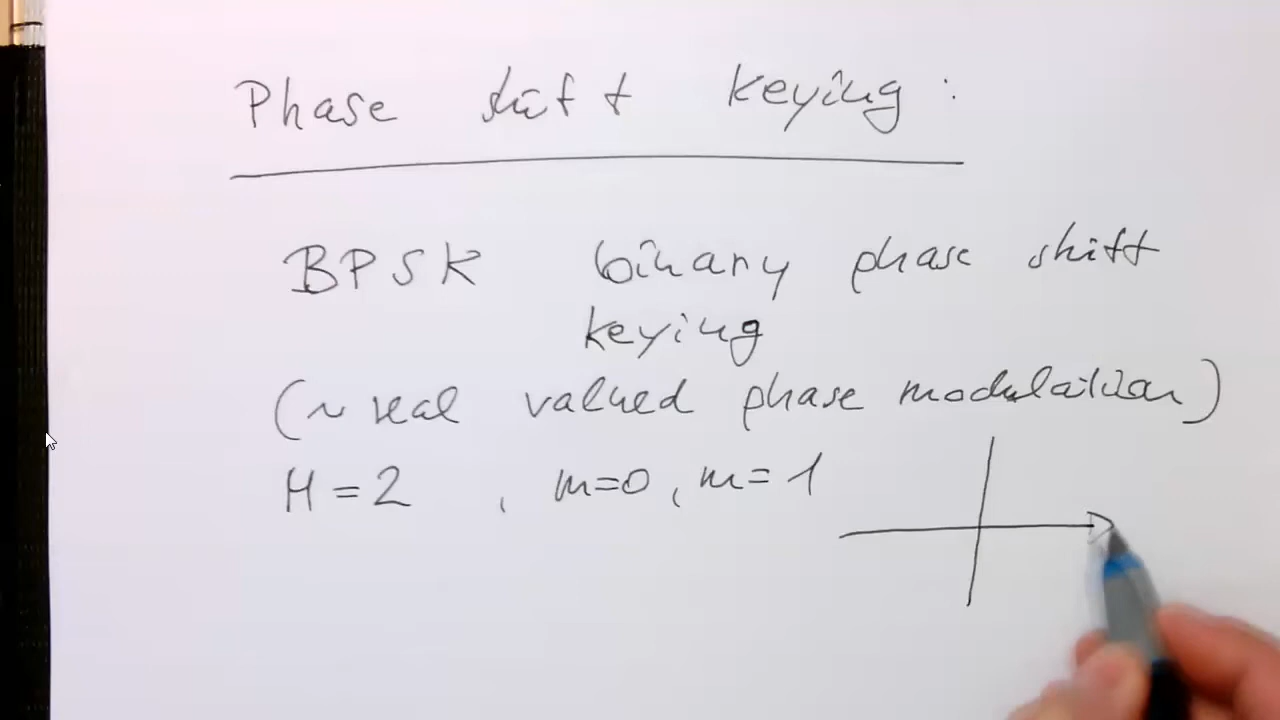 Phase shift keying:
BPSK binary phase shift
keying
(~ real valued phase modulation)
M = 2 , m=0, m=1